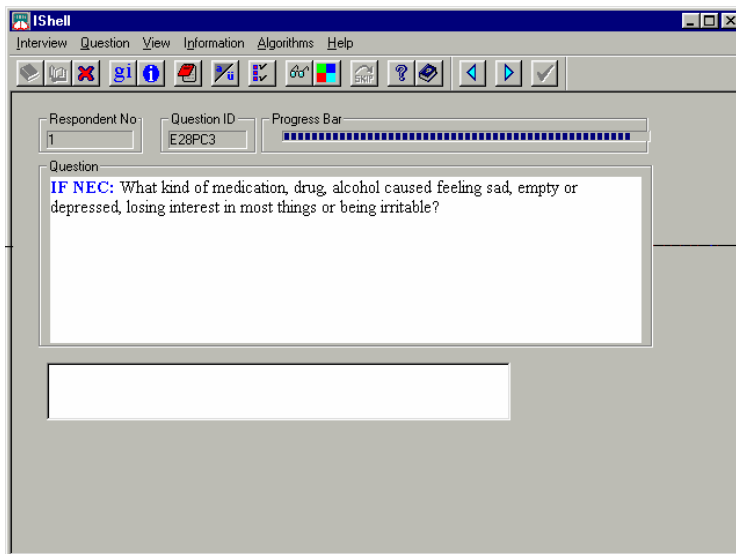 IShell
Interview Question View Information Algorithms Help
gi i a/ü SKIP ?
Respondent No
Question ID
Progress Bar
1
E28PC3
Question
IF NEC: What kind of medication, drug, alcohol caused feeling sad, empty or
depressed, losing interest in most things or being irritable?